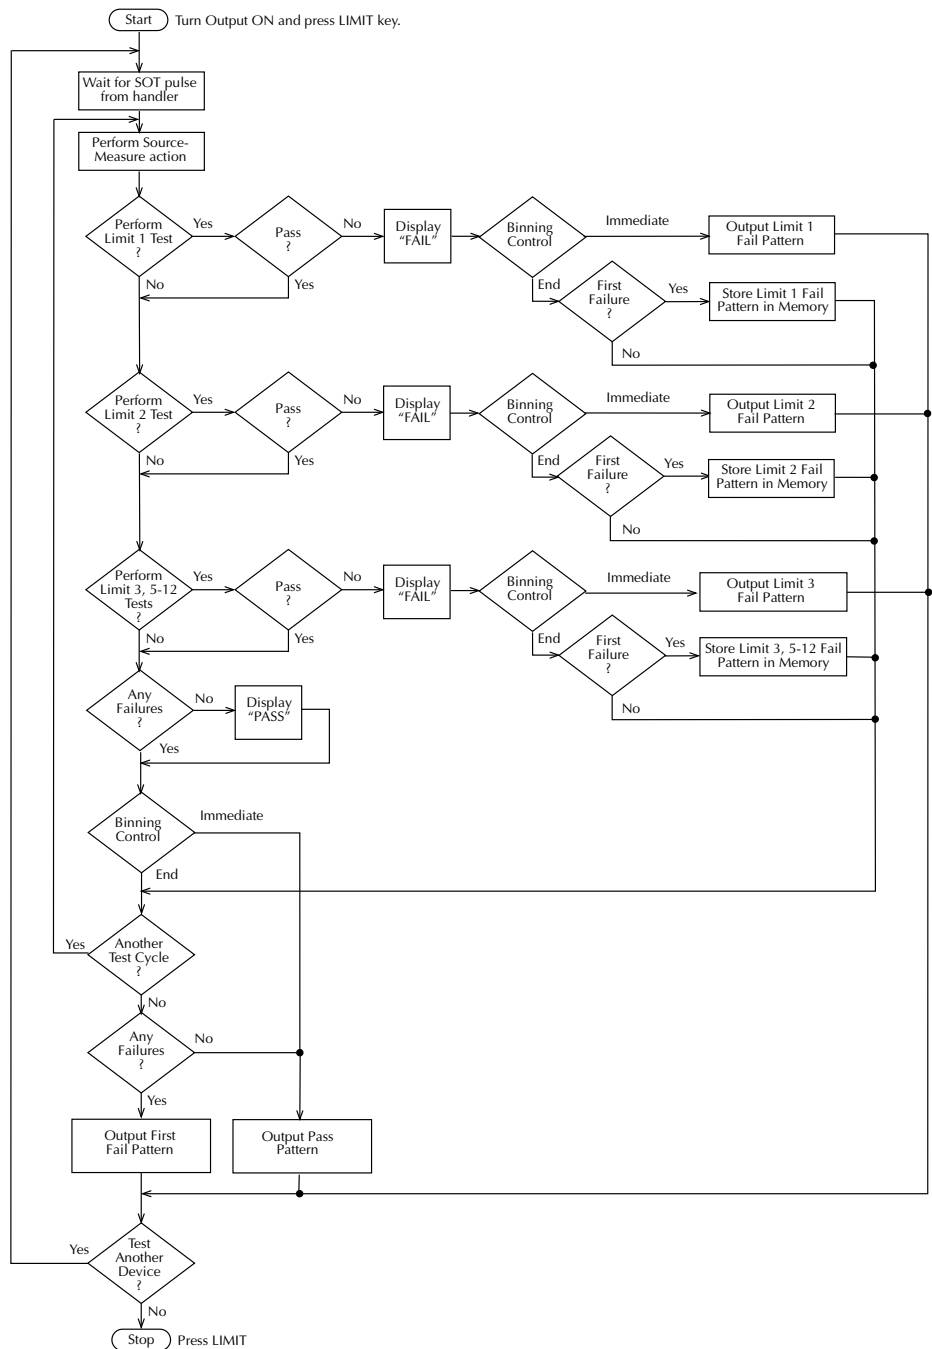 Start
Turn Output ON and press LIMIT key.
Wait for SOT pulse
from handler
Perform Source-
Measure action
Perform
Limit 1 Test
?
Yes
No
Pass
?
No
Yes
Display
“FAIL”
Binning
Control
Immediate
End
Output Limit 1
Fail Pattern
First
Failure
?
Yes
No
Store Limit 1 Fail
Pattern in Memory
Perform
Limit 2 Test
?
Yes
No
Pass
?
No
Yes
Display
“FAIL”
Binning
Control
Immediate
End
Output Limit 2
Fail Pattern
First
Failure
?
Yes
No
Store Limit 2 Fail
Pattern in Memory
Perform
Limit 3, 5-12
Tests
?
Yes
No
Pass
?
No
Yes
Display
“FAIL”
Binning
Control
Immediate
End
Output Limit 3
Fail Pattern
First
Failure
?
Yes
No
Store Limit 3, 5-12 Fail
Pattern in Memory
Any
Failures
?
No
Yes
Display
“PASS”
Binning
Control
Immediate
End
Another
Test Cycle
?
Yes
No
Any
Failures
?
No
Yes
Output First
Fail Pattern
Output Pass
Pattern
Test
Another
Device
?
Yes
No
Stop
Press LIMIT